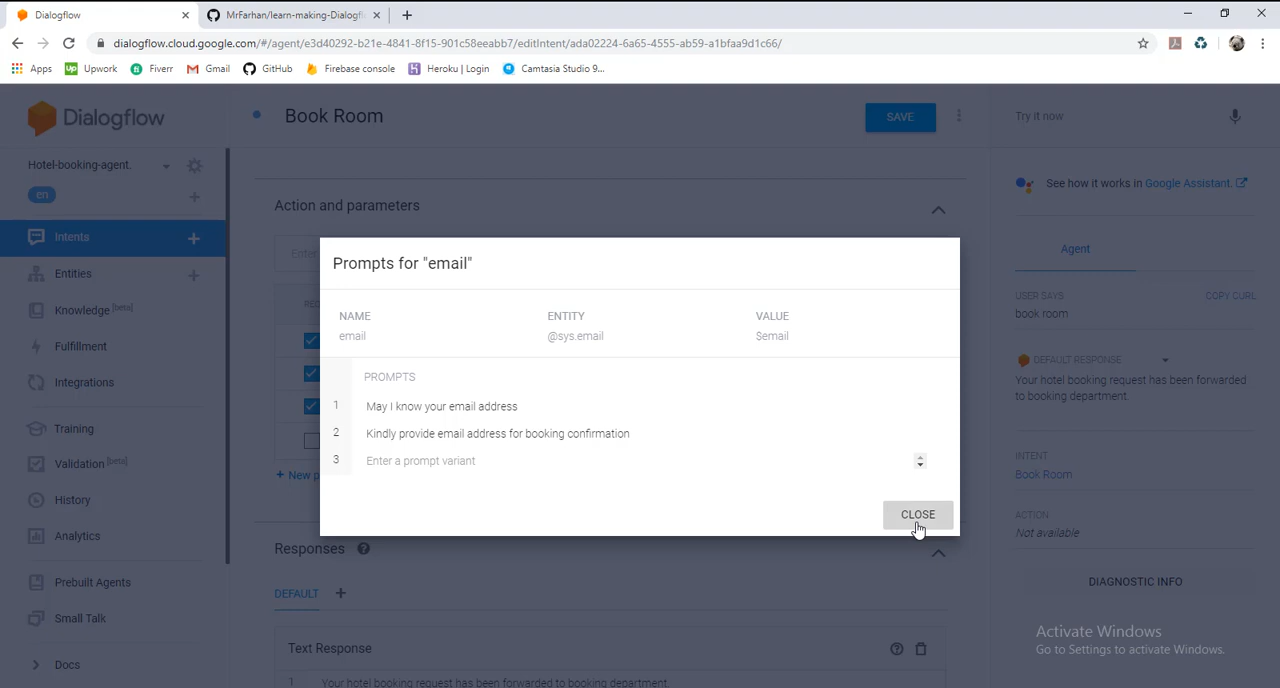 Dialogflow
MrFarhan/learn-making-Dialogfl
dialogflow.cloud.google.com/#/agent/e3d40292-b21e-4841-8f15-901c58eeabb7/editIntent/ada02224-6a65-4555-ab59-a1bfaa9d1c66/
Apps
Up Upwork
fi Fiverr
Gmail
GitHub
Firebase console
Heroku | Login
Camtasia Studio 9...
Dialogflow
Book Room
SAVE
Try it now
Hotel-booking-agent.
en
Intents
Entities
Knowledge [beta]
Fulfillment
Integrations
Training
Validation [beta]
History
Analytics
Prebuilt Agents
Small Talk
Docs
Action and parameters
Enter
Prompts for "email"
NAME
ENTITY
VALUE
email
@sys.email
$email
PROMPTS
1 May I know your email address
2 Kindly provide email address for booking confirmation
3 Enter a prompt variant
CLOSE
+ New p
Responses
DEFAULT
Text Response
1 Your hotel booking request has been forwarded to booking department.
See how it works in Google Assistant.
Agent
USER SAYS
COPY CURL
book room
DEFAULT RESPONSE
Your hotel booking request has been forwarded
to booking department.
INTENT
Book Room
ACTION
Not available
DIAGNOSTIC INFO
Activate Windows
Go to Settings to activate Windows.